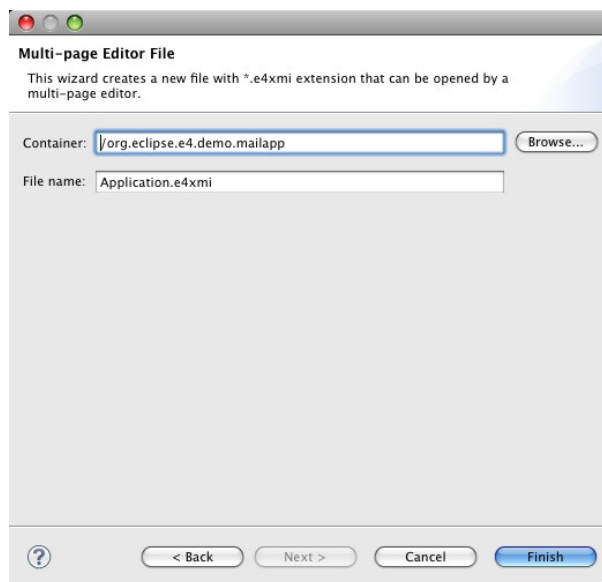 Multi-page Editor File
This wizard creates a new file with *.e4xmi extension that can be opened by a
multi-page editor.
Container: /org.eclipse.e4.demo.mailapp Browse...
File name: Application.e4xmi
? < Back Next > Cancel Finish